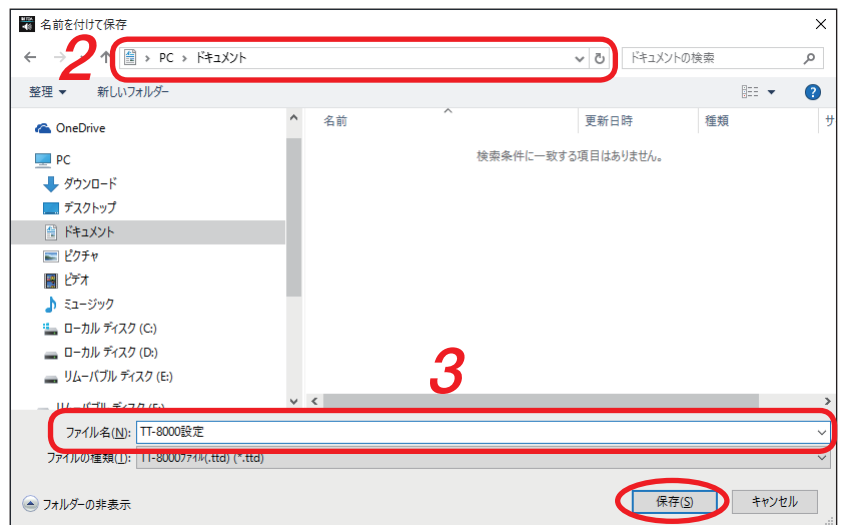 名前を付けて保存
2
PC › ドキュメント
ドキュメントの検索
整理 新しいフォルダー
名前 更新日時 種類 サ
検索条件に一致する項目はありません。
OneDrive
PC
ダウンロード
デスクトップ
ドキュメント
ピクチャ
ビデオ
ミュージック
ローカル ディスク (C:)
ローカル ディスク (D:)
リムーバブル ディスク (E:)
3
ファイル名(N): TT-8000設定
ファイルの種類(T): TT-8000ファイル(.ttd) (*.ttd)
フォルダーの非表示
保存(S) キャンセル